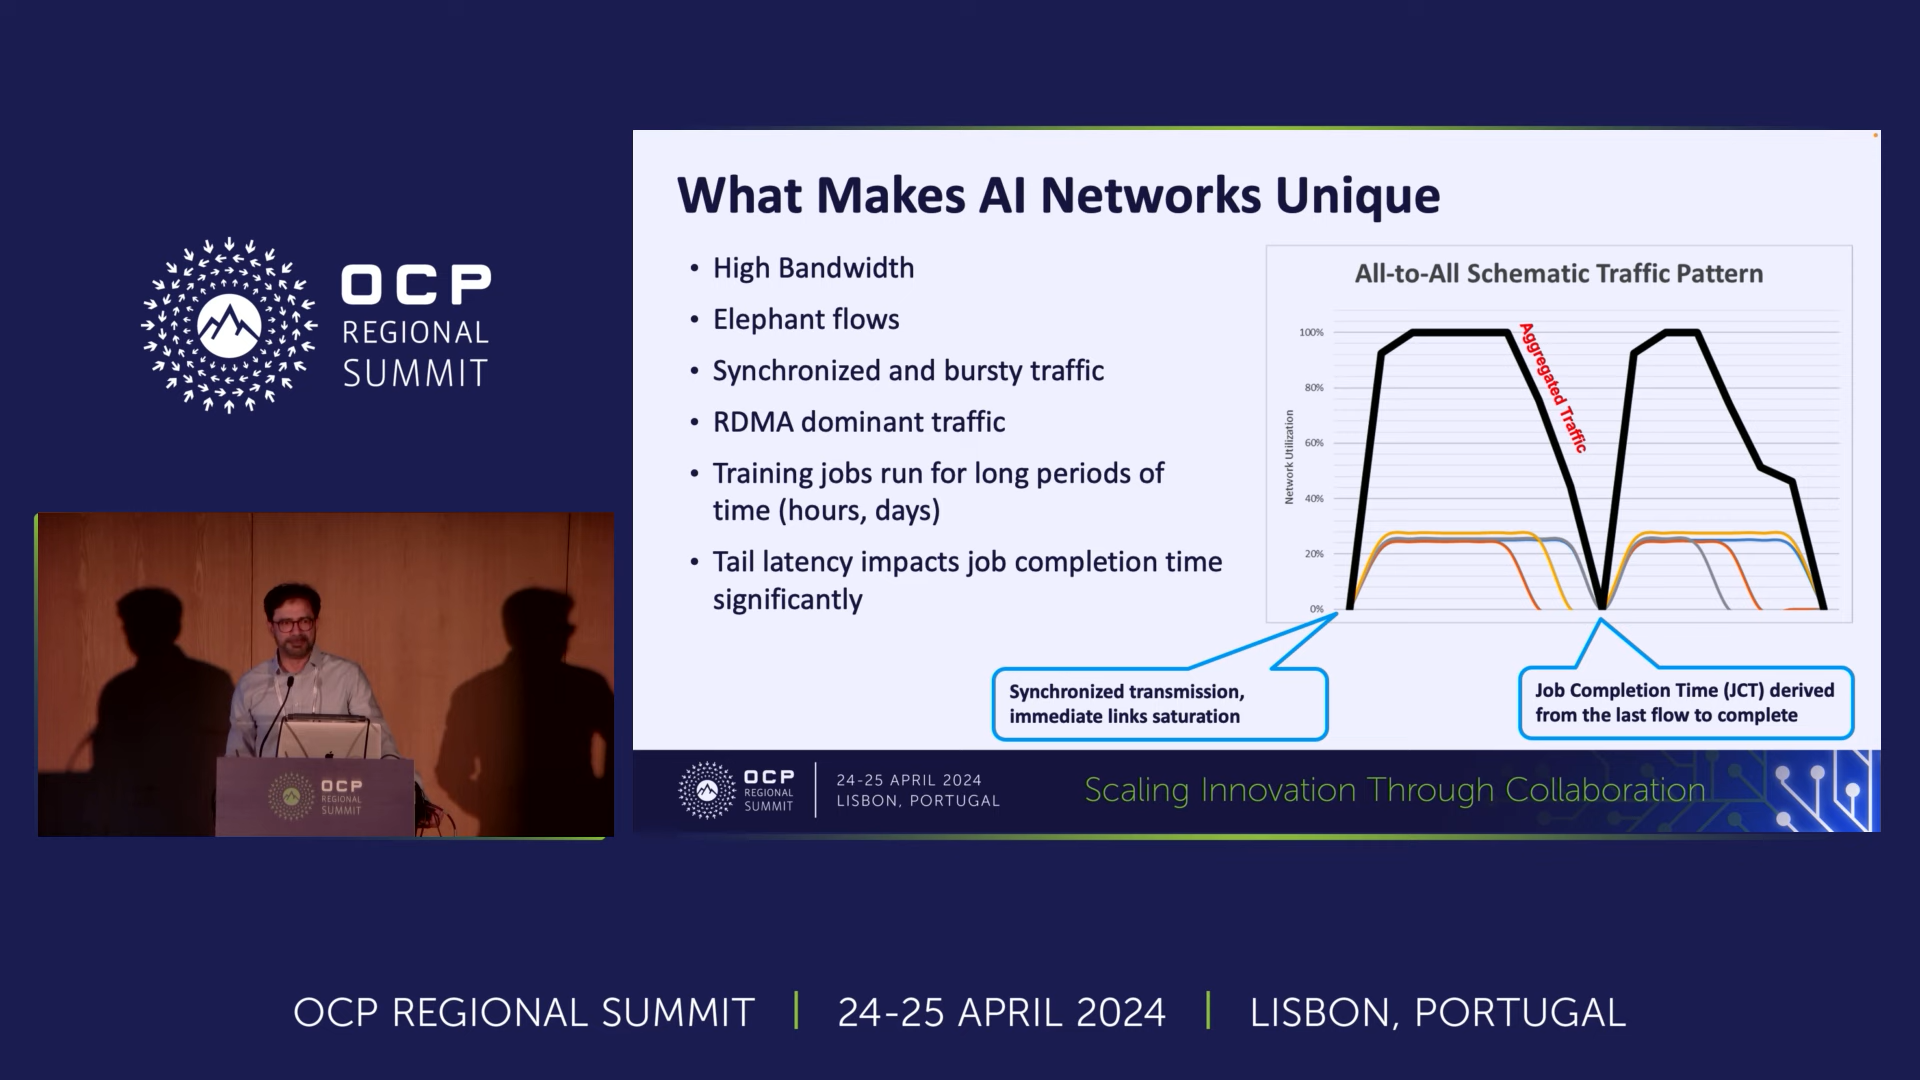 OCP
REGIONAL
SUMMIT
What Makes AI Networks Unique
• High Bandwidth
• Elephant flows
• Synchronized and bursty traffic
• RDMA dominant traffic
• Training jobs run for long periods of
time (hours, days)
• Tail latency impacts job completion time
significantly
All-to-All Schematic Traffic Pattern
Network Utilization
100%
80%
60%
40%
20%
0%
Aggregated Traffic
Synchronized transmission,
immediate links saturation
Job Completion Time (JCT) derived
from the last flow to complete
OCP
REGIONAL
SUMMIT
24-25 APRIL 2024
LISBON, PORTUGAL
Scaling Innovation Through Collaboration
OCP
REGIONAL
SUMMIT
OCP REGIONAL SUMMIT | 24-25 APRIL 2024 | LISBON, PORTUGAL